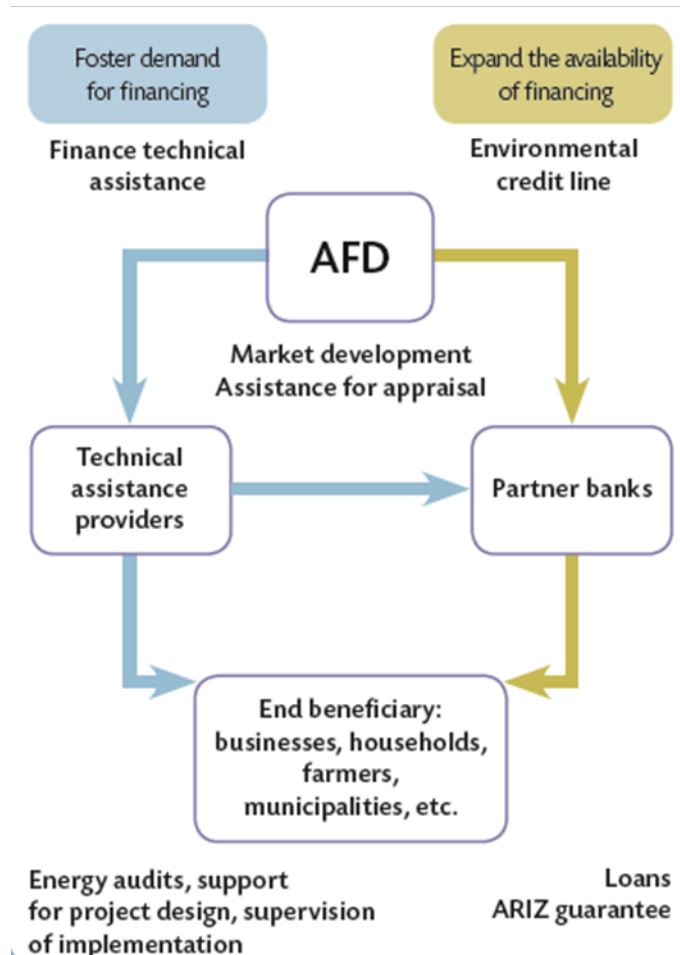 Foster demand
for financing
Expand the availability
of financing
Finance technical
assistance
Environmental
credit line
AFD
Market development
Assistance for appraisal
Technical
assistance
providers
Partner banks
End beneficiary:
businesses, households,
farmers,
municipalities, etc.
Energy audits, support
for project design, supervision
of implementation
Loans
ARIZ guarantee